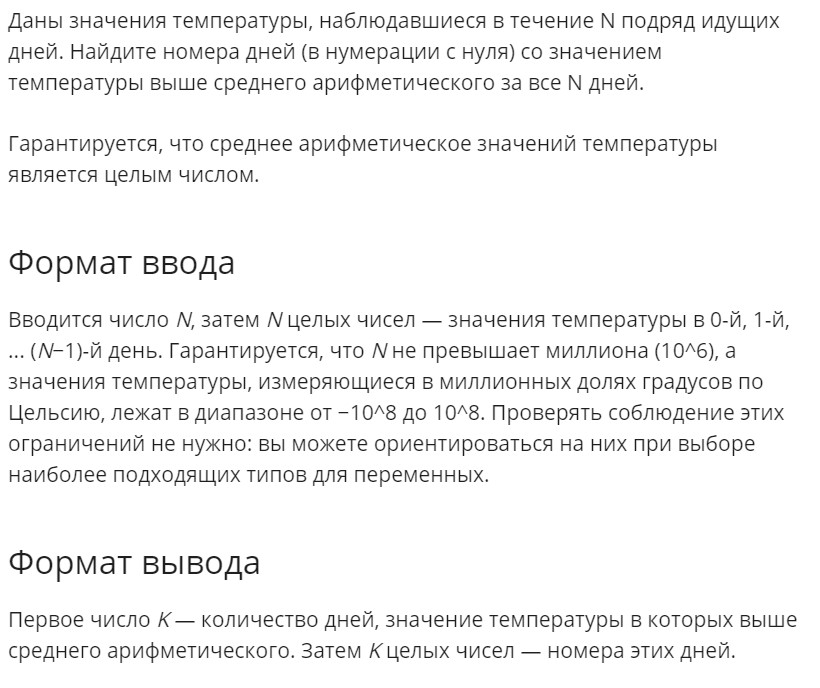 Даны значения температуры, наблюдавшиеся в течение N подряд идущих
дней. Найдите номера дней (в нумерации с нуля) со значением
температуры выше среднего арифметического за все N дней.
Гарантируется, что среднее арифметическое значений температуры
является целым числом.
Формат ввода
Вводится число N, затем N целых чисел — значения температуры в 0-й, 1-й,
... (N−1)-й день. Гарантируется, что N не превышает миллиона (10^6), а
значения температуры, измеряющиеся в миллионных долях градусов по
Цельсию, лежат в диапазоне от −10^8 до 10^8. Проверять соблюдение этих
ограничений не нужно: вы можете ориентироваться на них при выборе
наиболее подходящих типов для переменных.
Формат вывода
Первое число K — количество дней, значение температуры в которых выше
среднего арифметического. Затем K целых чисел — номера этих дней.